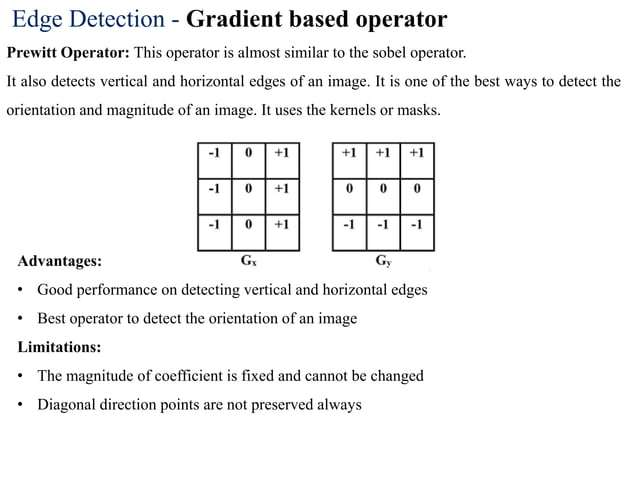 Edge Detection - Gradient based operator
Prewitt Operator: This operator is almost similar to the sobel operator.
It also detects vertical and horizontal edges of an image. It is one of the best ways to detect the
orientation and magnitude of an image. It uses the kernels or masks.
-1 0 +1 +1 +1 +1
-1 0 +1 0 0 0
-1 0 +1 -1 -1 -1
Gx Gy
Advantages:
• Good performance on detecting vertical and horizontal edges
• Best operator to detect the orientation of an image
Limitations:
• The magnitude of coefficient is fixed and cannot be changed
• Diagonal direction points are not preserved always